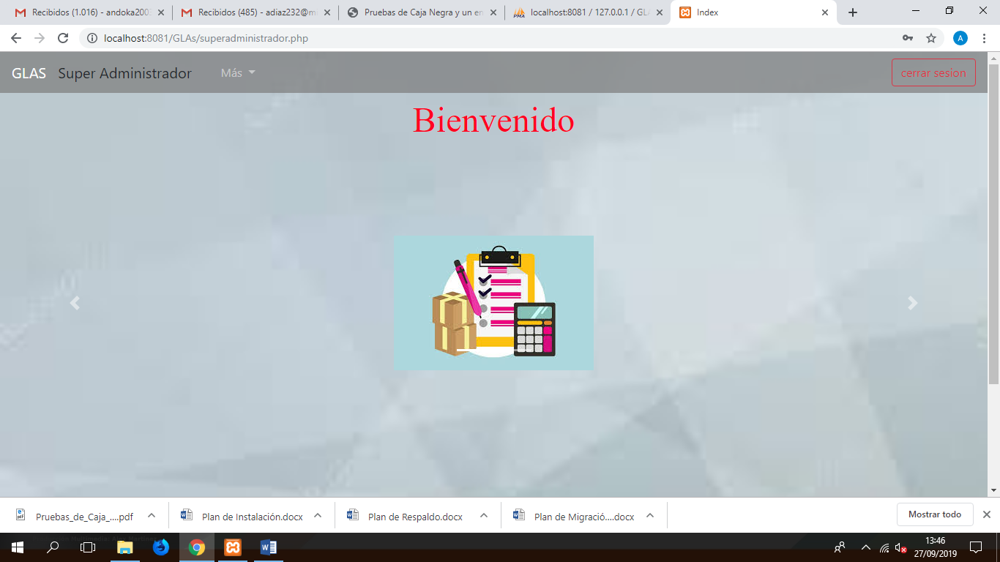 Recibidos (1.016) - andoka200
Recibidos (485) - adiaz232@m
Pruebas de Caja Negra y un en
localhost:8081 / 127.0.0.1 / GL
Index
localhost:8081/GLAs/superadministrador.php
A
GLAS Super Administrador Más
cerrar sesion
Bienvenido
Pruebas_de_Caja_....pdf
Plan de Instalación.docx
Plan de Respaldo.docx
Plan de Migració....docx
Mostrar todo
13:46
27/09/2019